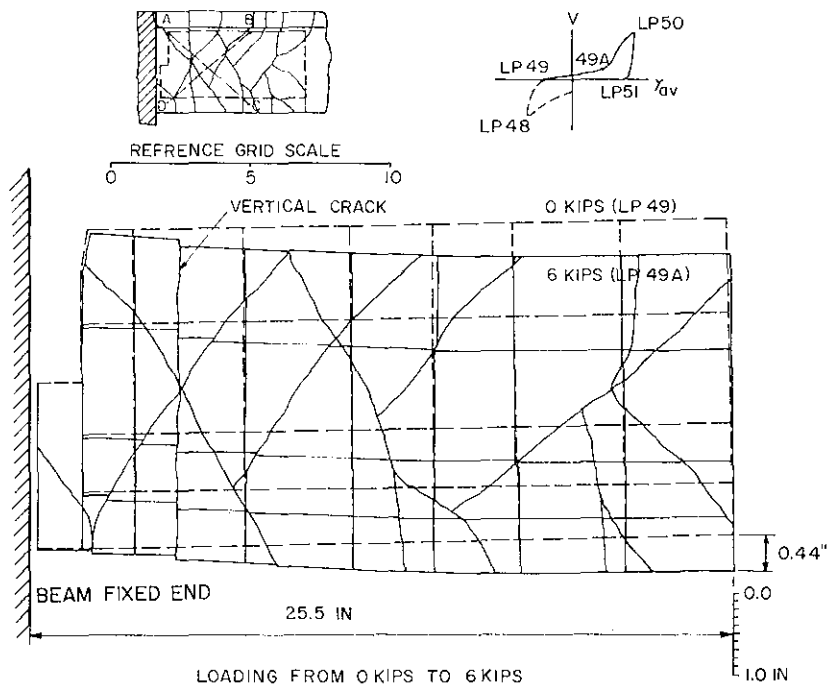 A B
D C
V
LP50
LP49 49A
LP51 γav
LP48
REFRENCE GRID SCALE
0 5 10
VERTICAL CRACK
0 KIPS (LP 49)
6 KIPS (LP 49A)
0.44"
BEAM FIXED END
25.5 IN
0.0
1.0 IN
LOADING FROM 0 KIPS TO 6 KIPS